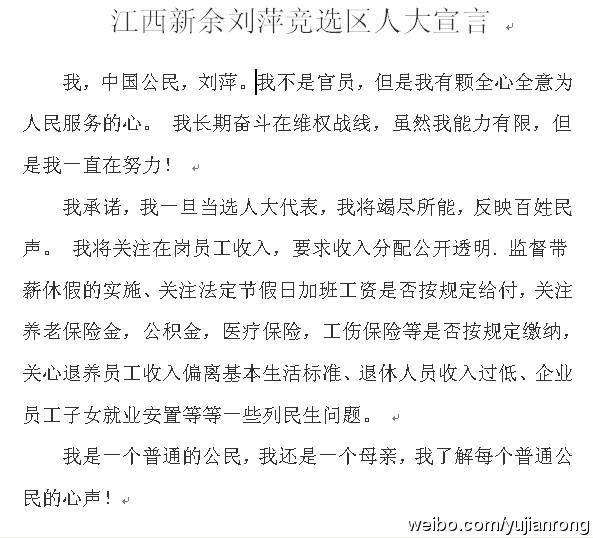 江西新余刘萍竞选区人大宣言
我，中国公民，刘萍。我不是官员，但是我有颗全心全意为
人民服务的心。 我长期奋斗在维权战线，虽然我能力有限，但
是我一直在努力！
我承诺，我一旦当选人大代表，我将竭尽所能，反映百姓民
声。 我将关注在岗员工收入，要求收入分配公开透明. 监督带
薪休假的实施、关注法定节假日加班工资是否按规定给付，关注
养老保险金，公积金，医疗保险，工伤保险等是否按规定缴纳，
关心退养员工收入偏离基本生活标准、退休人员收入过低、企业
员工子女就业安置等等一些列民生问题。
我是一个普通的公民，我还是一个母亲，我了解每个普通公
民的心声！
weibo.com/yujianrong